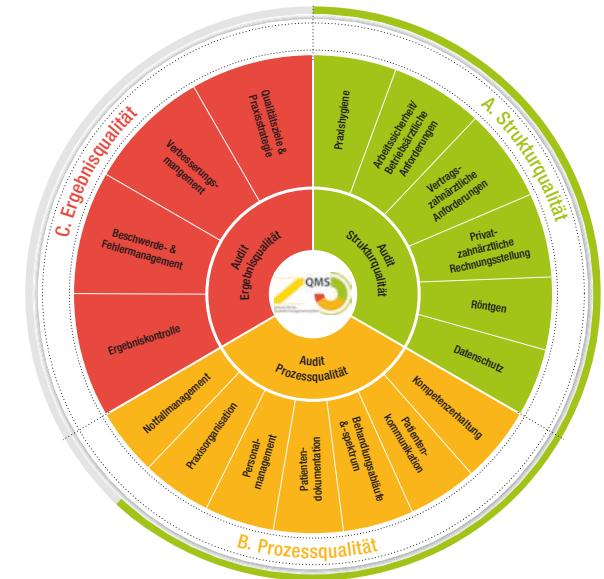 A. Strukturqualität
Praxishygiene
Arbeitssicherheit/
Betriebsärztliche
Anforderungen
Vertrags-
zahnärztliche
Anforderungen
Privat-
zahnärztliche
Rechnungsstellung
Röntgen
Datenschutz
Audit
Strukturqualität
B. Prozessqualität
Kompetenzerhaltung
Patienten-
kommunikation
Behandlungsabläufe
&-spektrum
Patienten-
dokumentation
Personal-
management
Praxisorganisation
Notfallmanagement
Audit
Prozessqualität
C. Ergebnisqualität
Ergebniskontrolle
Beschwerde- &
Fehlermanagement
Verbesserungs-
mangement
Qualitätsziele &
Praxisstrategie
Audit
Ergebnisqualität
QMS